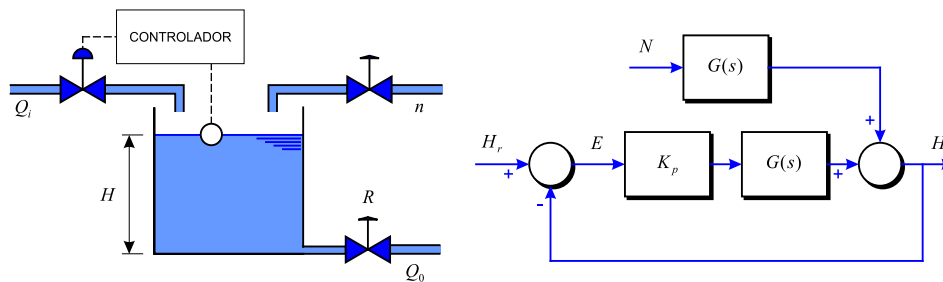 CONTROLADOR
Q_i
n
H
R
Q_0
N
G(s)
+
H_r
+
E
K_p
G(s)
+
H
-